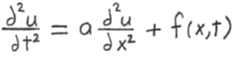 ∂²u/∂t² = a ∂²u/∂x² + f(x,t)